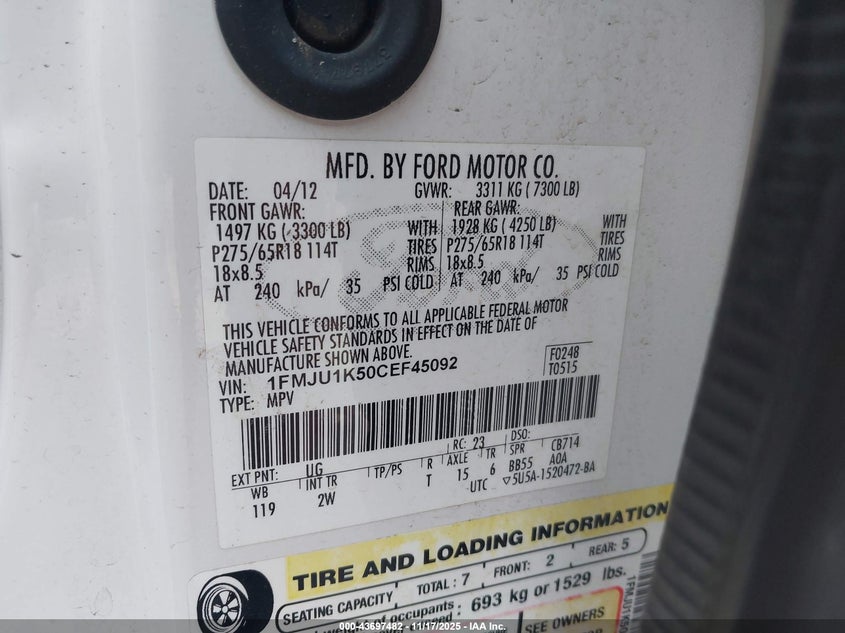 MFD. BY FORD MOTOR CO.
DATE: 04/12 GVWR: 3311 KG ( 7300 LB)
FRONT GAWR: REAR GAWR:
1497 KG ( 3300 LB) WITH 1928 KG ( 4250 LB) WITH
P275/65R18 114T TIRES P275/65R18 114T TIRES
18x8.5 RIMS 18x8.5 RIMS
AT 240 kPa/ 35 PSI COLD AT 240 kPa/ 35 PSI COLD
THIS VEHICLE CONFORMS TO ALL APPLICABLE FEDERAL MOTOR
VEHICLE SAFETY STANDARDS IN EFFECT ON THE DATE OF
MANUFACTURE SHOWN ABOVE.
VIN: 1FMJU1K50CEF45092
F0248
T0515
TYPE: MPV
RC: 23 DSO:
EXT PNT: UG CB714
WB INT TR TP/PS R AXLE TR SPR
119 2W T 15 6 BB55 A0A
UTC ▽5U5A-1520472-BA
TIRE AND LOADING INFORMATION
SEATING CAPACITY TOTAL: 7 FRONT: 2 REAR: 5
of occupants
693 kg or 1529 lbs.
SEE OWNERS
© 2000-43697482 – 11/17/2025 – IAA Inc.